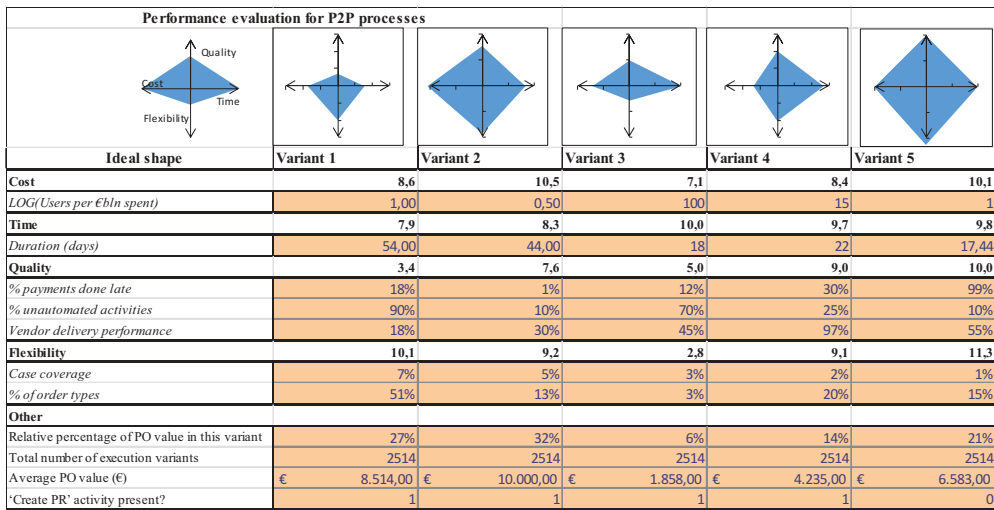 Performance evaluation for P2P processes
Quality
Cost
Time
Flexibility
Ideal shape Variant 1 Variant 2 Variant 3 Variant 4 Variant 5
Cost 8,6 10,5 7,1 8,4 10,1
LOG(Users per €bln spent) 1,00 0,50 100 15 1
Time 7,9 8,3 10,0 9,7 9,8
Duration (days) 54,00 44,00 18 22 17,44
Quality 3,4 7,6 5,0 9,0 10,0
% payments done late 18% 1% 12% 30% 99%
% unautomated activities 90% 10% 70% 25% 10%
Vendor delivery performance 18% 30% 45% 97% 55%
Flexibility 10,1 9,2 2,8 9,1 11,3
Case coverage 7% 5% 3% 2% 1%
% of order types 51% 13% 3% 20% 15%
Other
Relative percentage of PO value in this variant 27% 32% 6% 14% 21%
Total number of execution variants 2514 2514 2514 2514 2514
Average PO value (€) € 8.514,00 € 10.000,00 € 1.858,00 € 4.235,00 € 6.583,00
‘Create PR’ activity present? 1 1 1 1 0